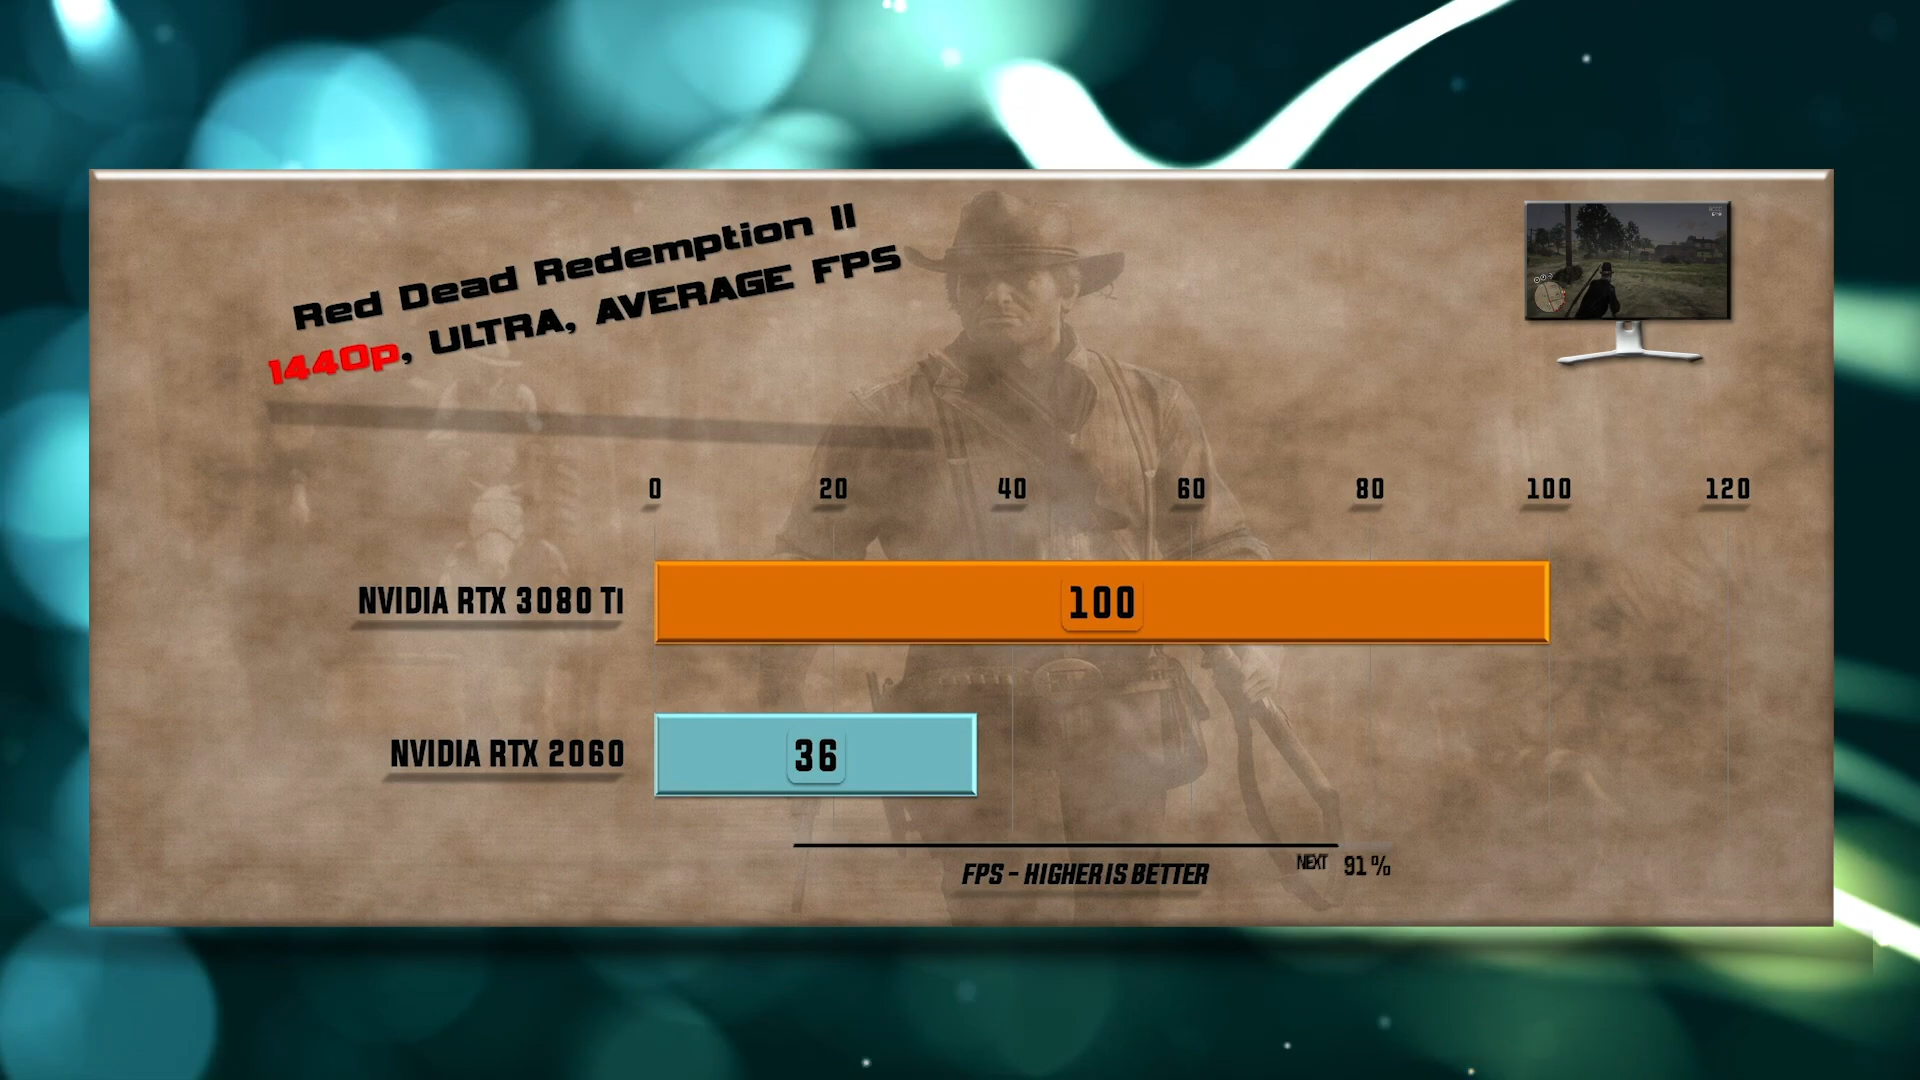 Red Dead Redemption II
1440p, ULTRA, AVERAGE FPS
0 20 40 60 80 100 120
NVIDIA RTX 3080 TI
100
NVIDIA RTX 2060
36
FPS - HIGHER IS BETTER
NEXT 91%